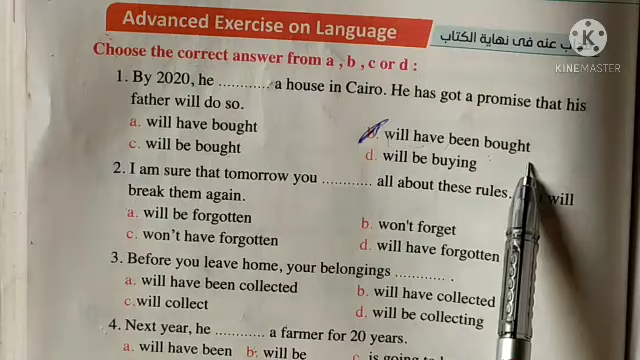 Advanced Exercise on Language
عنه فى نهاية الكتاب
KINEMASTER
Choose the correct answer from a , b , c or d :
1. By 2020, he ............ a house in Cairo. He has got a promise that his
father will do so.
a. will have bought
b. will have been bought
c. will be bought
d. will be buying
2. I am sure that tomorrow you ............ all about these rules. will
break them again.
a. will be forgotten
b. won't forget
c. won't have forgotten
d. will have forgotten
3. Before you leave home, your belongings ............ .
a. will have been collected
b. will have collected
c.will collect
d. will be collecting
4. Next year, he ............ a farmer for 20 years.
a. will have been b. will be c. is going to